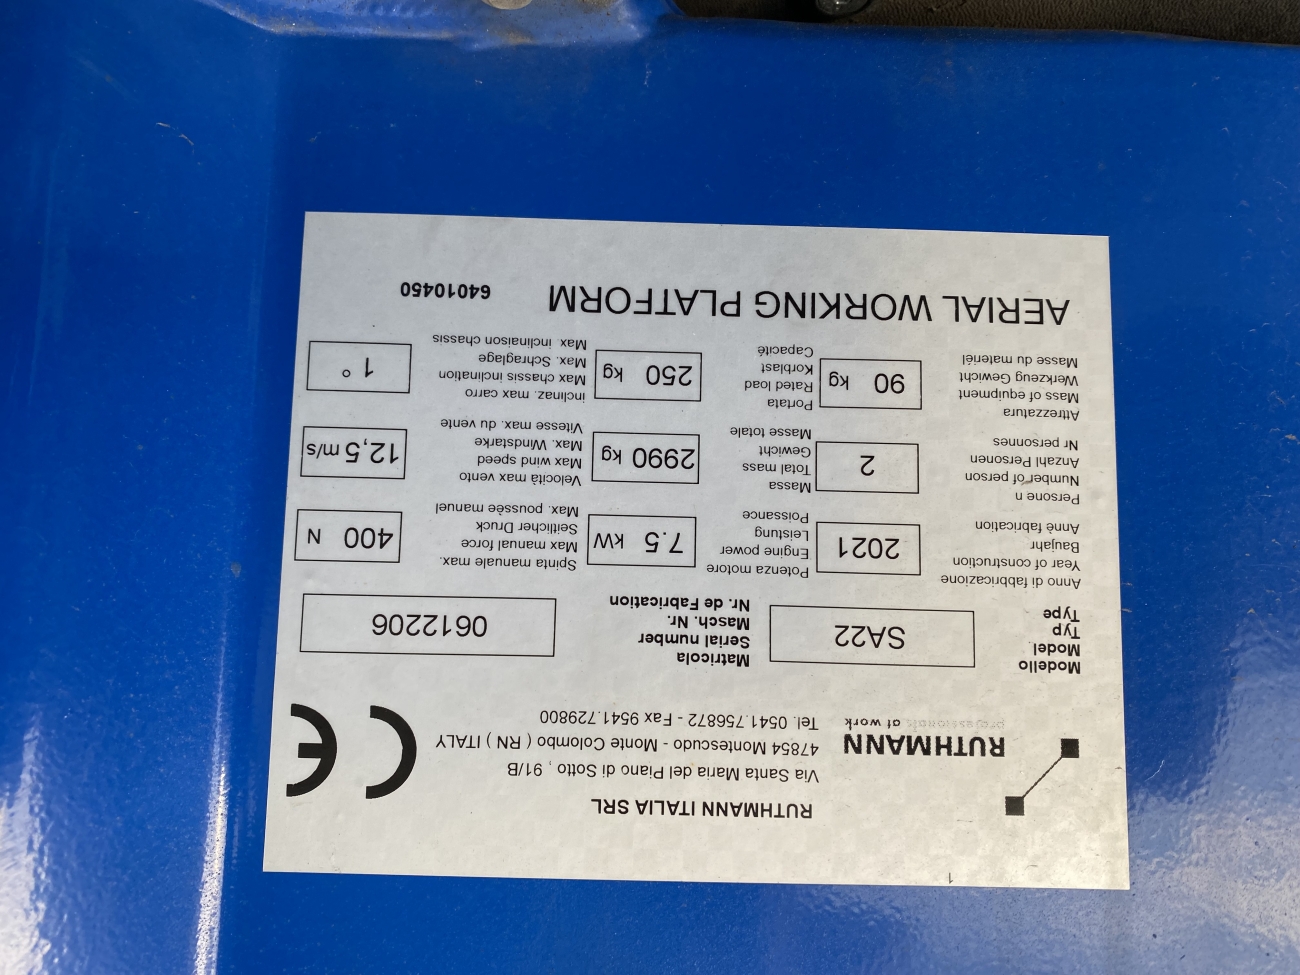 RUTHMANN ITALIA SRL
Via Santa Maria del Piano di Sotto , 91/B
47854 Montescudo - Monte Colombo ( RN ) ITALY
Tel. 0541.756872 - Fax 9541.729800
RUTHMANN
professionals at work
CE
Modello
Model
Typ
Type
SA22
Matricola
Serial number
Masch. Nr.
Nr. de Fabrication
0612206
Anno di fabbricazione
Year of construction
Baujahr
Anné fabrication
2021
Potenza motore
Engine power
Leistung
Poissance
7.5 kW
Spinta manuale max.
Max manual force
Seitlicher Druck
Max. poussée manuel
400 N
Persone n
Number of person
Anzahl Personen
Nr personnes
2
Massa
Total mass
Gewicht
Masse totale
2990 kg
Velocità max vento
Max wind speed
Max. Windstarke
Vitesse max. du vente
12,5 m/s
Attrezzatura
Mass of equipment
Werkzeug Gewicht
Masse du materiél
90 kg
Portata
Rated load
Korblast
Capacité
250 kg
inclinaz. max carro
Max chassis inclination
Max. Schraglage
Max. inclinaison chassis
1 °
AERIAL WORKING PLATFORM
64010450